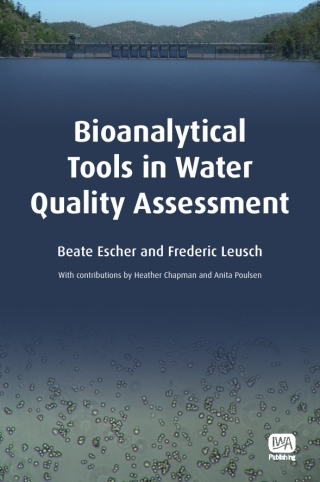 Bioanalytical
Tools in Water
Quality Assessment
Beate Escher and Frederic Leusch
With contributions by Heather Chapman and Anita Poulsen
IWA
Publishing